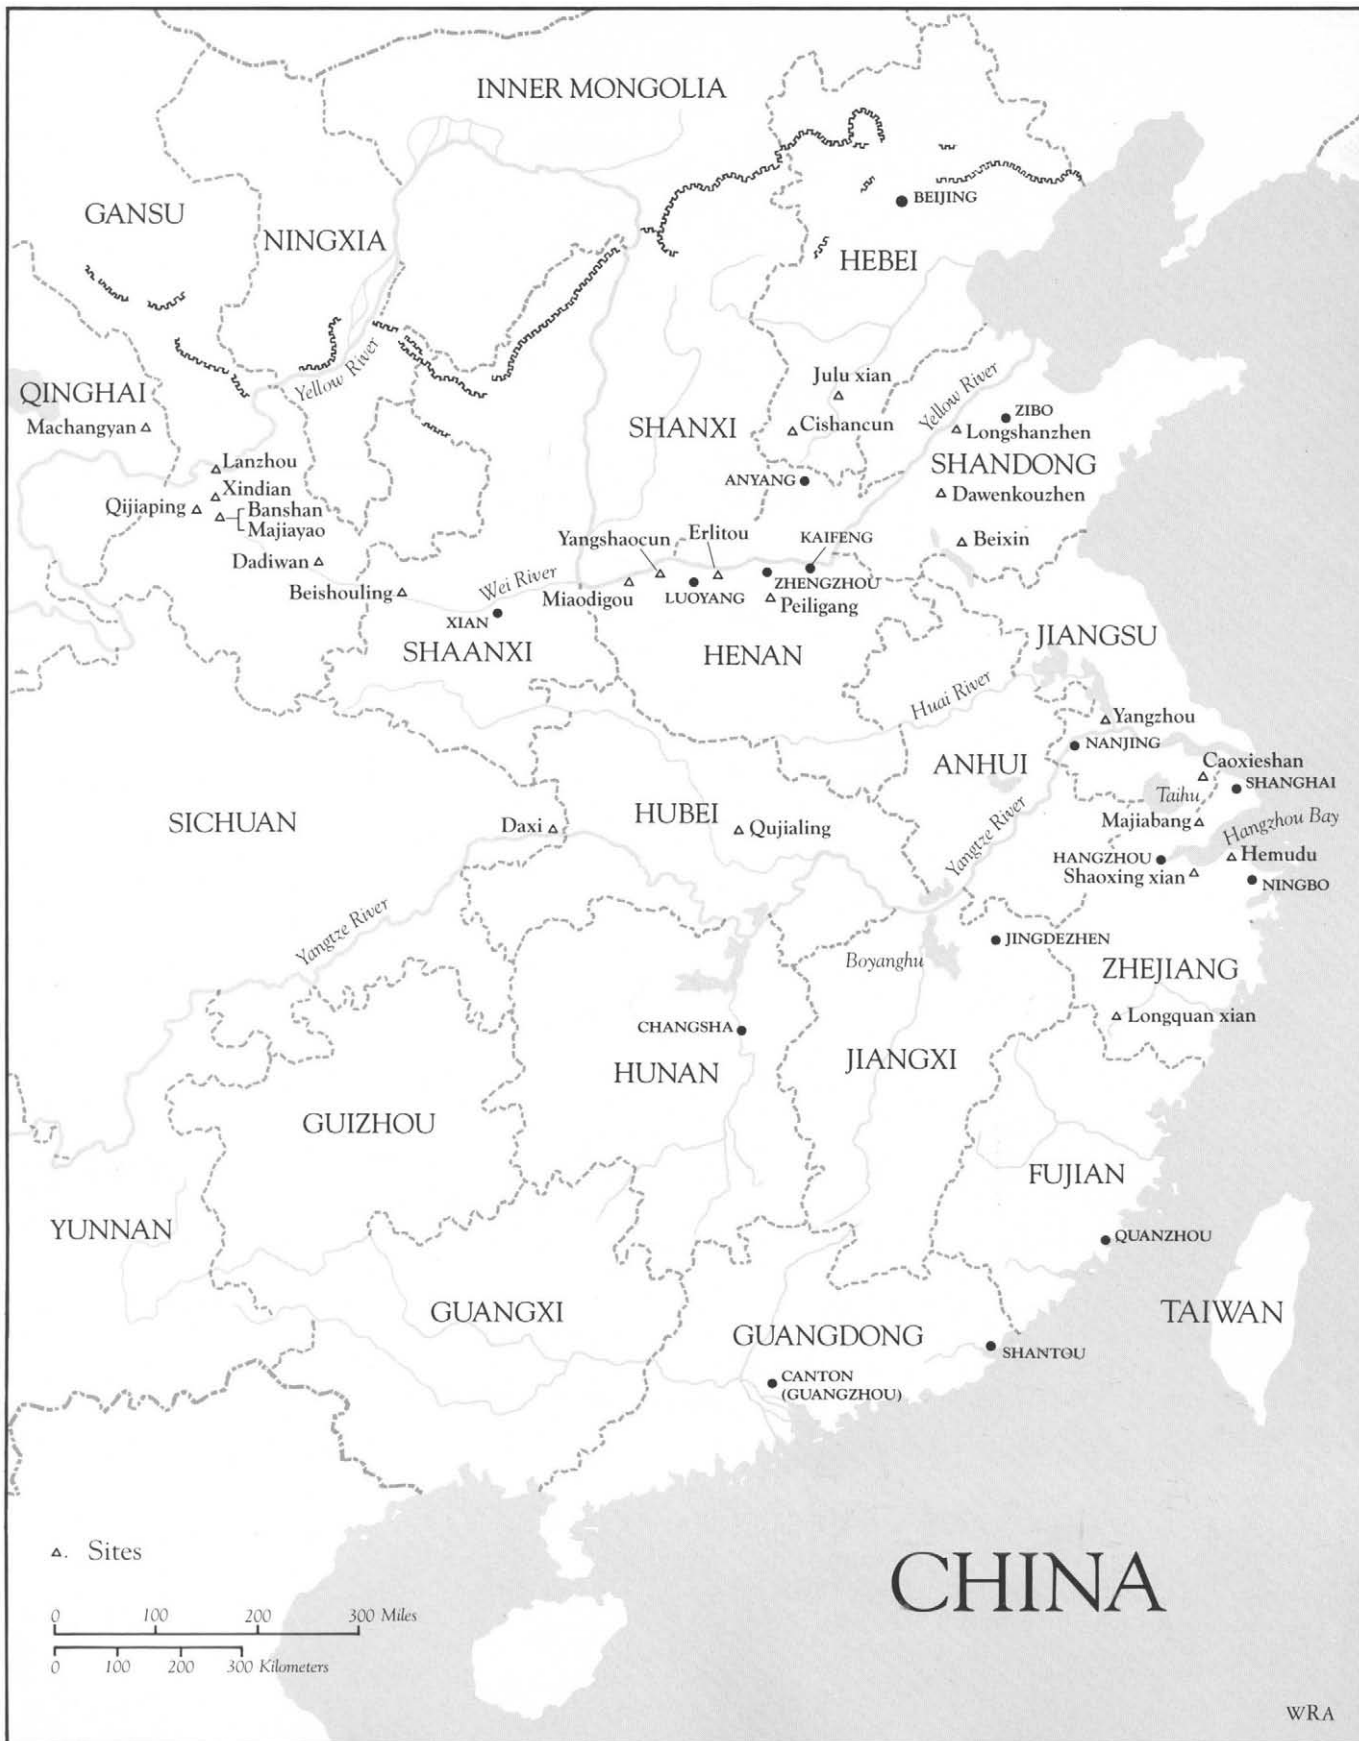 INNER MONGOLIA
BEIJING
GANSU
NINGXIA
HEBEI
Yellow River
QINGHAI
Machangyan
Julu xian
Cishancun
Yellow River
ZIBO
Longshanzhen
SHANXI
SHANDONG
Lanzhou
Xindian
Qijiaping
Banshan
Majiayao
ANYANG
Dawenkouzhen
Dadiwan
Beishouling
Wei River
Yangshaocun
Erlitou
KAIFENG
Beixin
Miaodigou
LUOYANG
ZHENGZHOU
Peiligang
XIAN
SHAANXI
HENAN
JIANGSU
Huai River
Yangzhou
NANJING
ANHUI
Caoxieshan
SHANGHAI
Taihu
SICHUAN
Daxi
HUBEI
Qujialing
Yangtze River
Majiabang
Hangzhou Bay
HANGZHOU
Hemudu
Shaoxing xian
NINGBO
Yangtze River
JINGDEZHEN
Boyanghu
ZHEJIANG
Longquan xian
CHANGSHA
HUNAN
JIANGXI
GUIZHOU
FUJIAN
YUNNAN
QUANZHOU
GUANGXI
GUANGDONG
TAIWAN
SHANTOU
CANTON
(GUANGZHOU)
Sites
CHINA
0 100 200 300 Miles
0 100 200 300 Kilometers
WRA